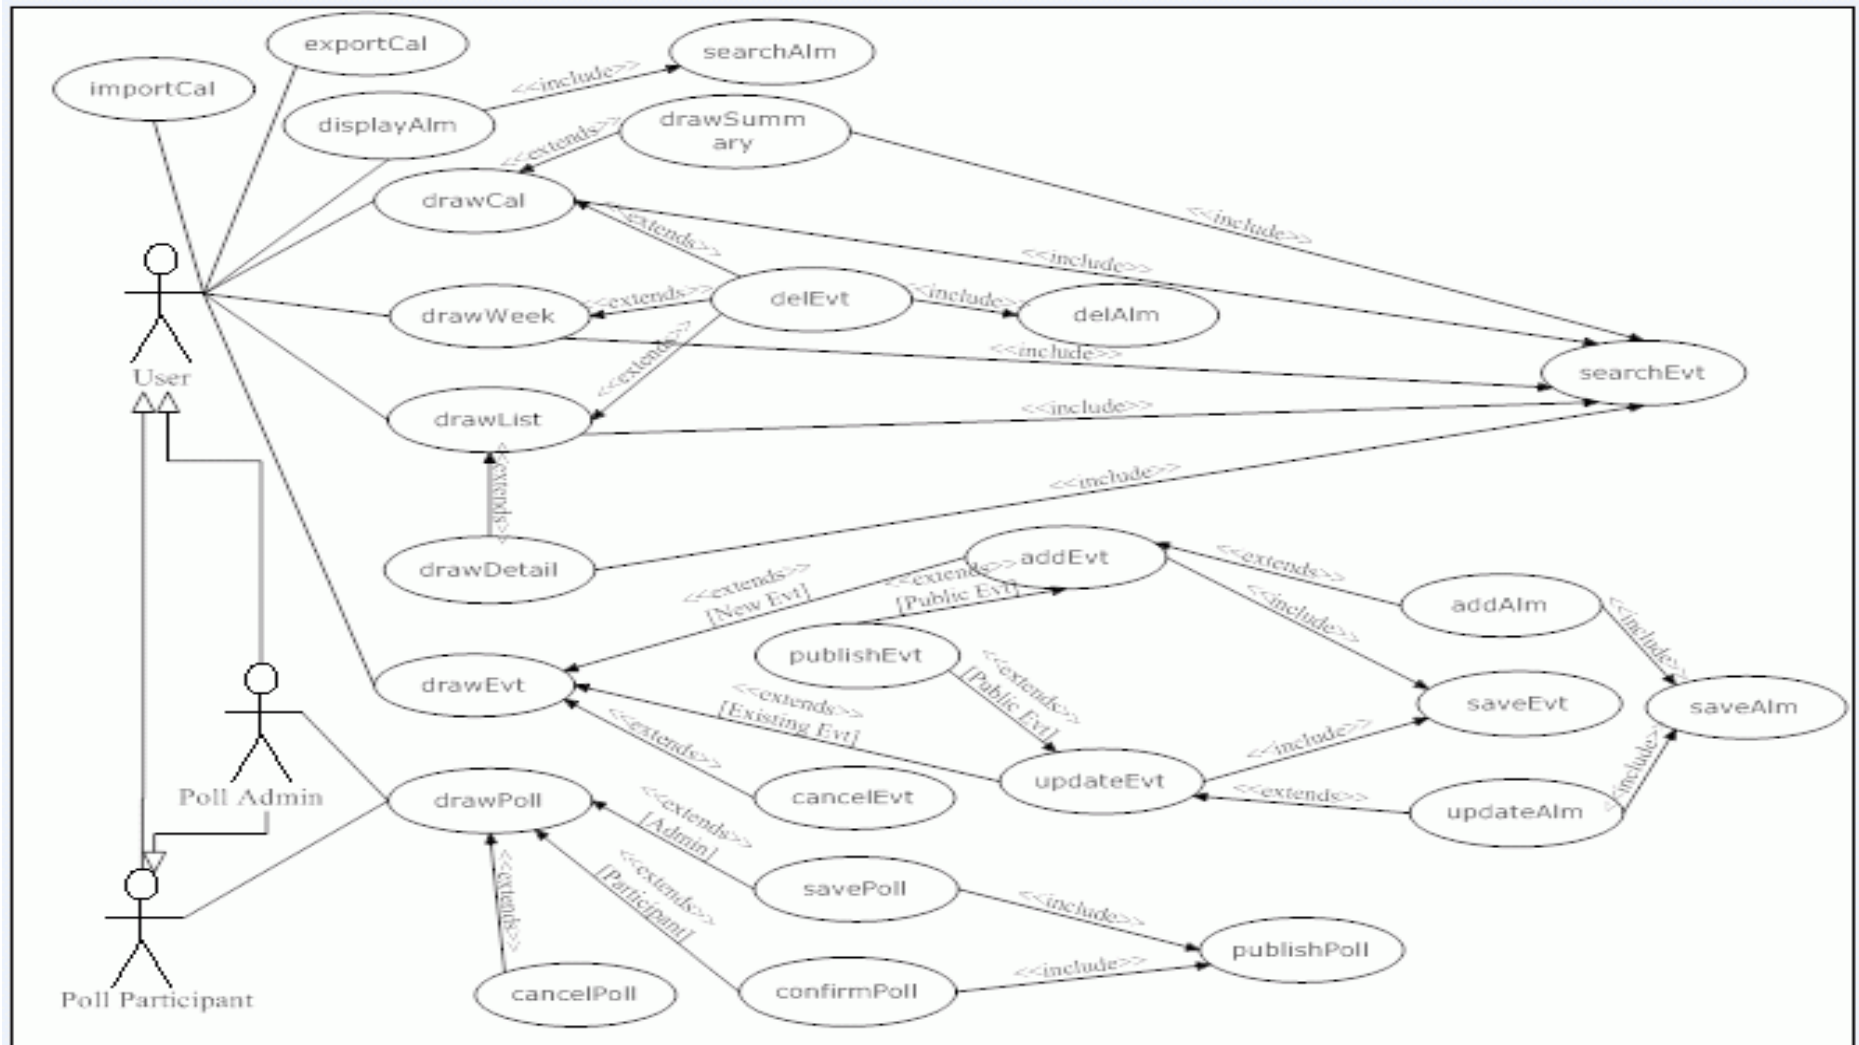 exportCal
searchAlm
importCal
<<include>>
displayAlm
drawSumm
ary
<<extends>>
drawCal
<<include>>
<<extends>>
<<include>>
delEvt
<<extends>>
<<include>>
drawWeek
delAlm
<<include>>
User
<<extends>>
searchEvt
drawList
<<include>>
<<extends>>
<<include>>
drawDetail
addEvt
<<extends>>
<<extends>>
[New Evt]
<<extends>>
[Public Evt]
addAlm
<<include>>
<<include>>
publishEvt
drawEvt
<<extends>>
[Public Evt]
<<extends>>
[Existing Evt]
saveEvt
saveAlm
<<extends>>
<<include>>
<<include>>
updateEvt
Poll Admin
drawPoll
cancelEvt
<<extends>>
updateAlm
<<extends>>
[Admin]
<<extends>>
[Participant]
<<extends>>
savePoll
<<include>>
publishPoll
<<include>>
cancelPoll
confirmPoll
Poll Participant